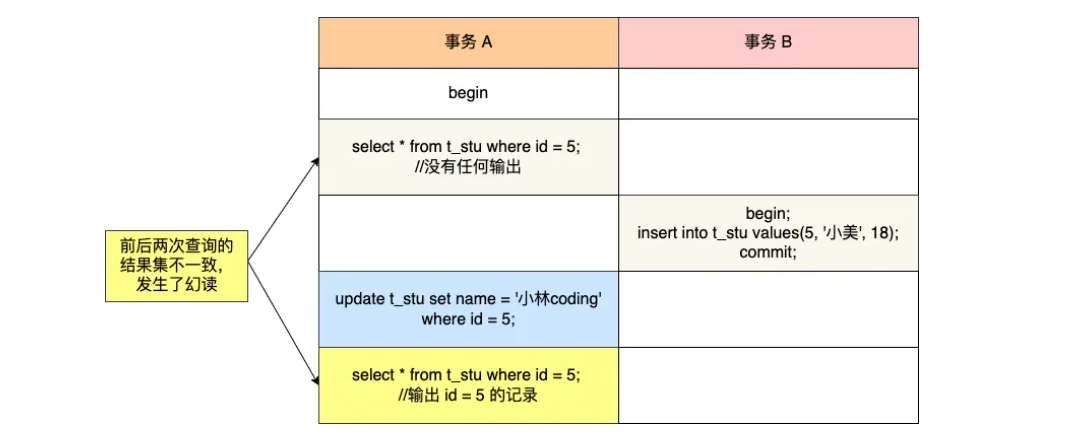 事务 A
事务 B
begin
select * from t_stu where id = 5;
//没有任何输出
begin;
insert into t_stu values(5, '小美', 18);
commit;
前后两次查询的
结果集不一致，
发生了幻读
update t_stu set name = '小林coding'
where id = 5;
select * from t_stu where id = 5;
//输出 id = 5 的记录